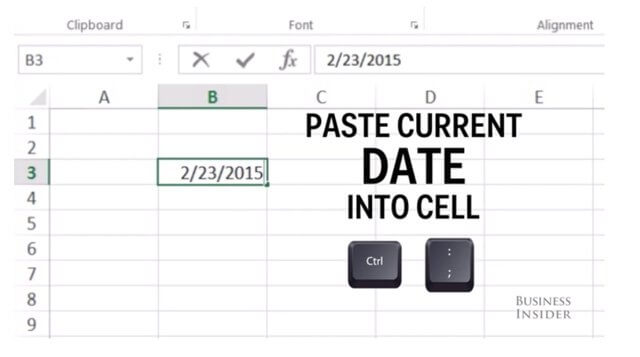 Clipboard Font Alignment
B3 fx 2/23/2015
A B C D E
1
2
3 2/23/2015
4
5
6
7
8
9
PASTE CURRENT
DATE
INTO CELL
Ctrl : ;
BUSINESS
INSIDER